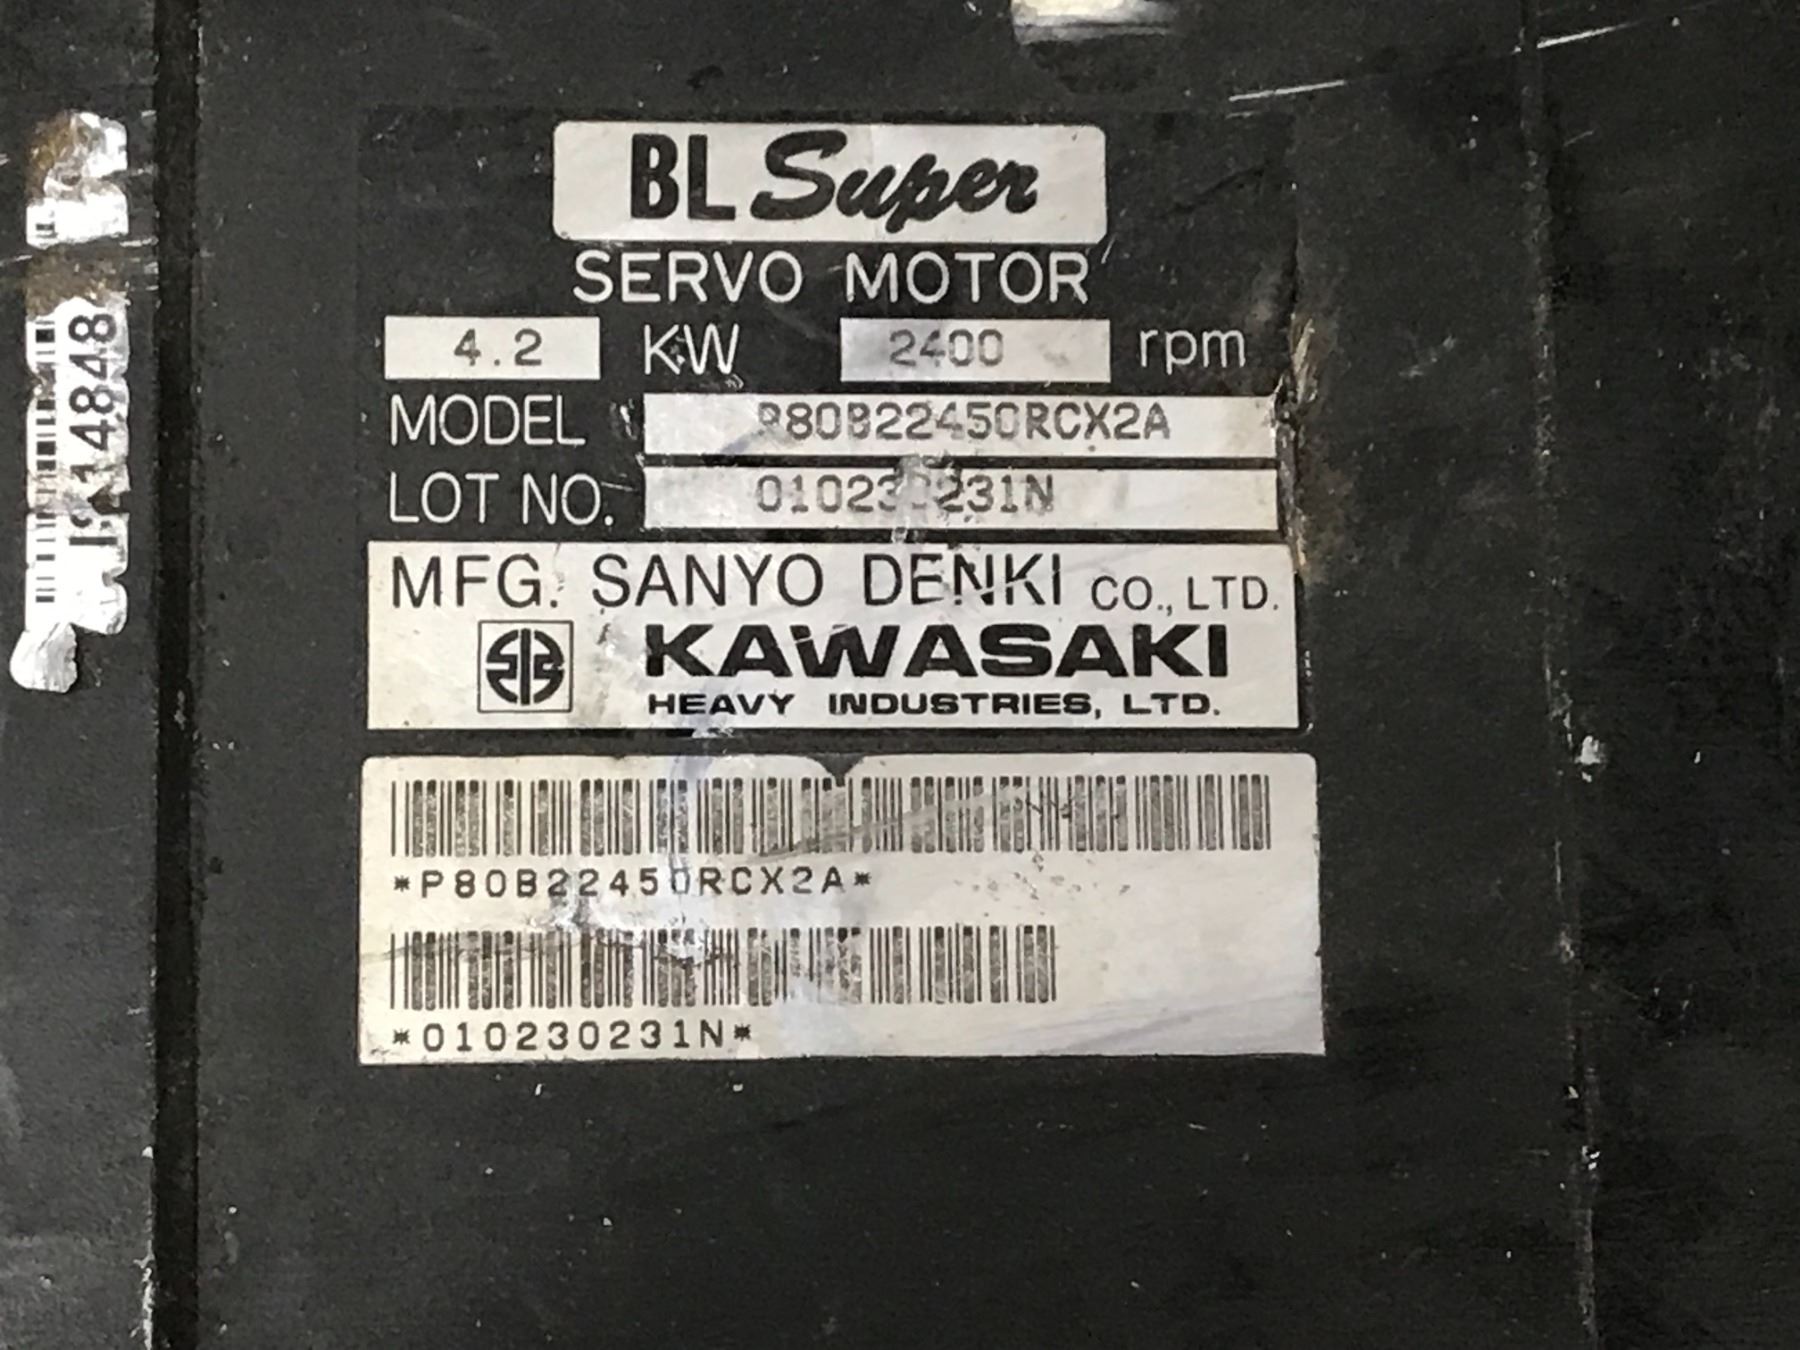 BL Super
SERVO MOTOR
4.2 KW 2400 rpm
MODEL P80B22450RCX2A
LOT NO. 010230231N
MFG. SANYO DENKI CO., LTD.
KAWASAKI
HEAVY INDUSTRIES, LTD.
*P80B22450RCX2A*
*010230231N*